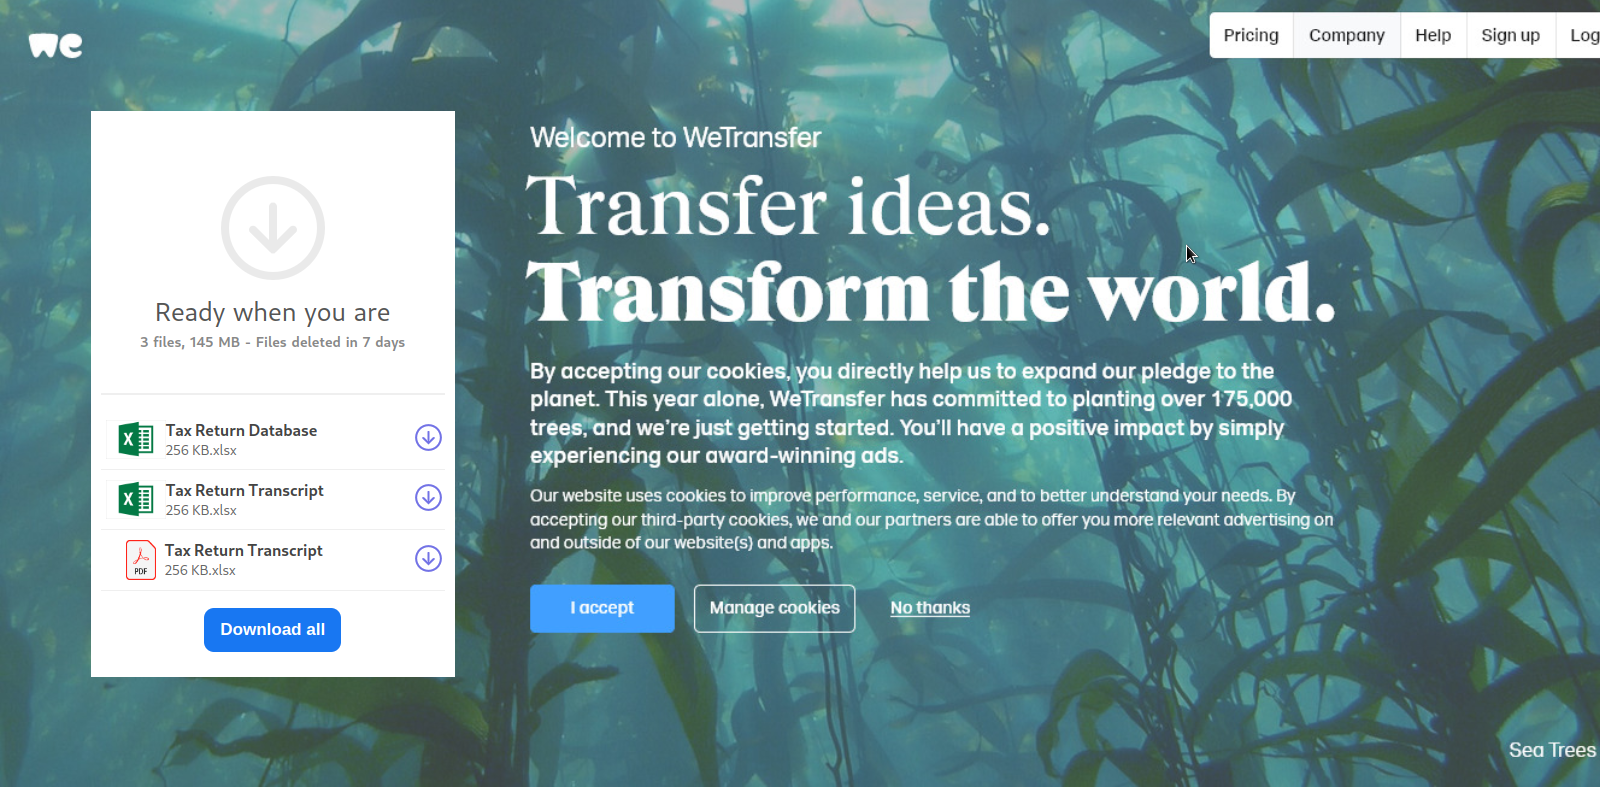 we
Pricing Company Help Sign up Log
Ready when you are
3 files, 145 MB - Files deleted in 7 days
X Tax Return Database
256 KB.xlsx
X Tax Return Transcript
256 KB.xlsx
PDF Tax Return Transcript
256 KB.xlsx
Download all
Welcome to WeTransfer
Transfer ideas.
Transform the world.
By accepting our cookies, you directly help us to expand our pledge to the
planet. This year alone, WeTransfer has committed to planting over 175,000
trees, and we’re just getting started. You’ll have a positive impact by simply
experiencing our award-winning ads.
Our website uses cookies to improve performance, service, and to better understand your needs. By
accepting our third-party cookies, we and our partners are able to offer you more relevant advertising on
and outside of our website(s) and apps.
I accept Manage cookies No thanks
Sea Trees